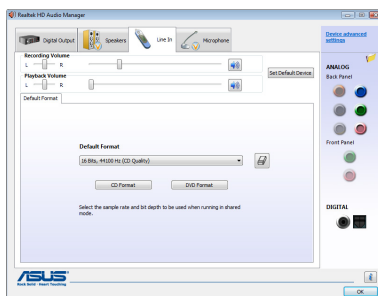 Realtek HD Audio Manager
Digital Output
Speakers
Line In
Microphone
Device advanced settings
Recording Volume
L R
Playback Volume
L R
Set Default Device
Default Format
ANALOG
Back Panel
Default Format
16 Bits, 44100 Hz (CD Quality)
CD Format DVD Format
Select the sample rate and bit depth to be used when running in shared
mode.
Front Panel
DIGITAL
ASUS
Rock Solid · Heart Touching
i
OK